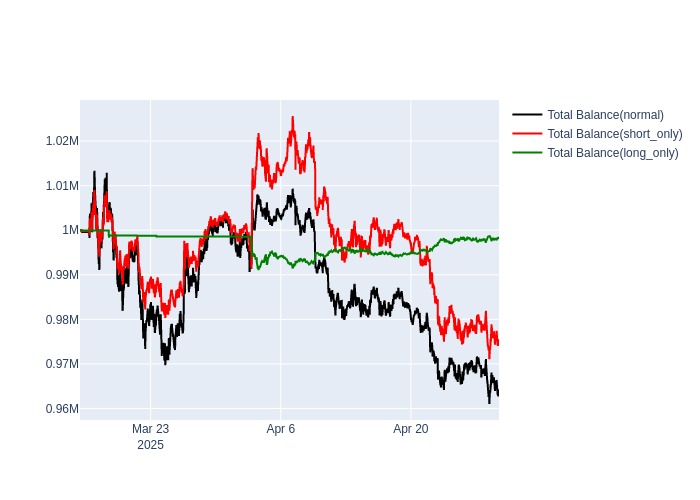 Total Balance(normal)
Total Balance(short_only)
Total Balance(long_only)
1.02M
1.01M
1M
0.99M
0.98M
0.97M
0.96M
Mar 23
2025
Apr 6
Apr 20